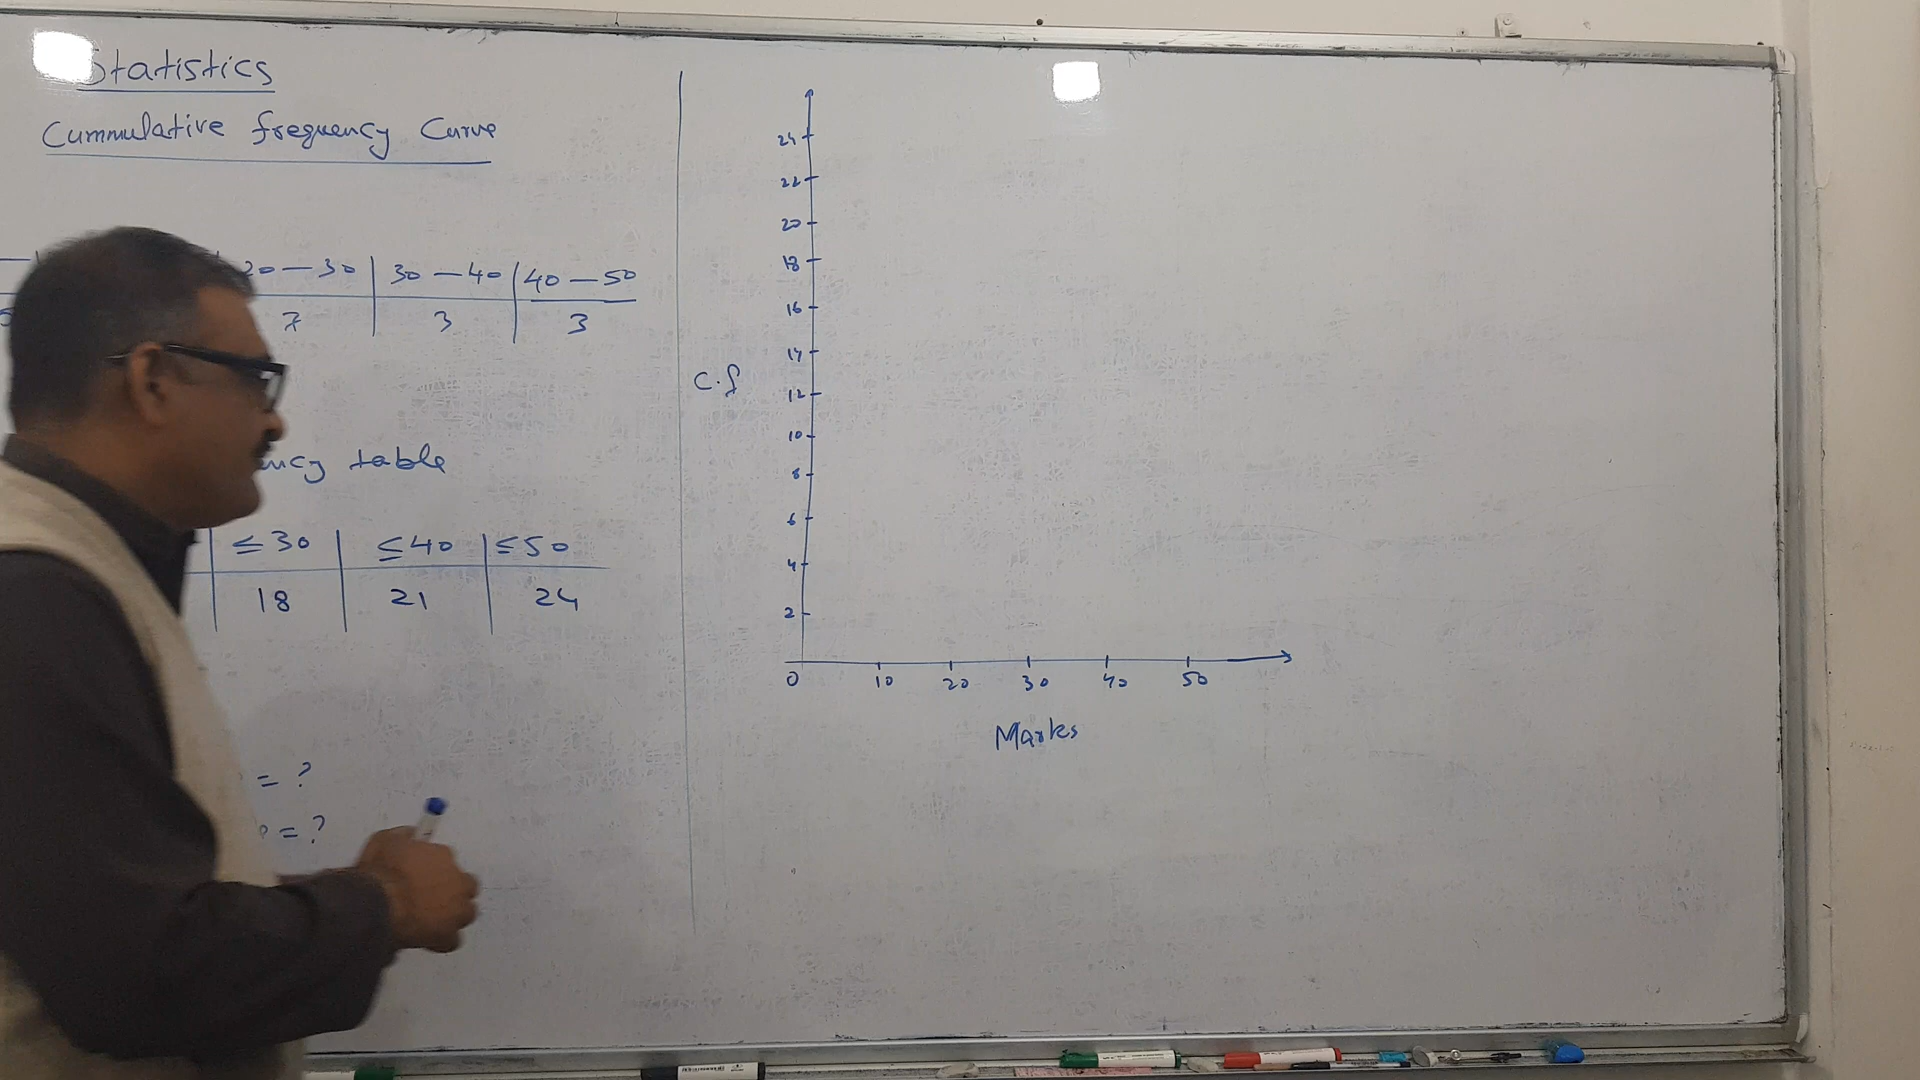 Statistics
Cummulative frequency Curve
20 — 30 30 — 40 40 — 50
7 3 3
table
≤30 ≤40 ≤50
18 21 24
= ?
= ?
24
22
20
18
16
14
C.f
12
10
8
6
4
2
0 10 20 30 40 50
Marks